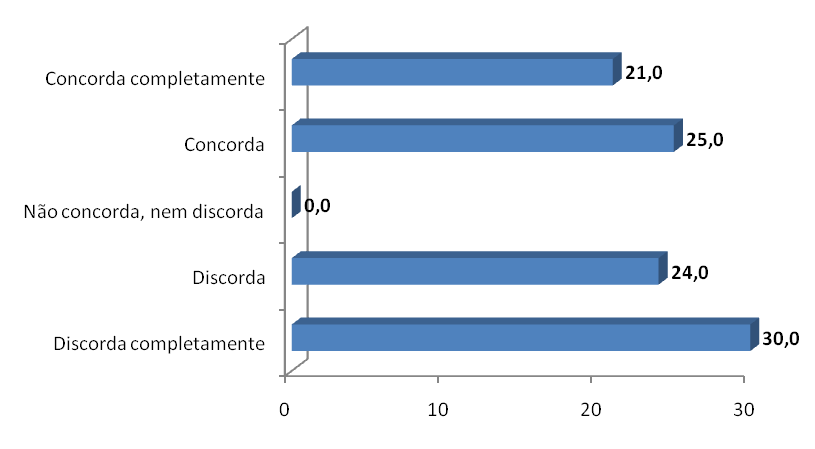 Concorda completamente 21,0
Concorda 25,0
Não concorda, nem discorda 0,0
Discorda 24,0
Discorda completamente 30,0
0 10 20 30